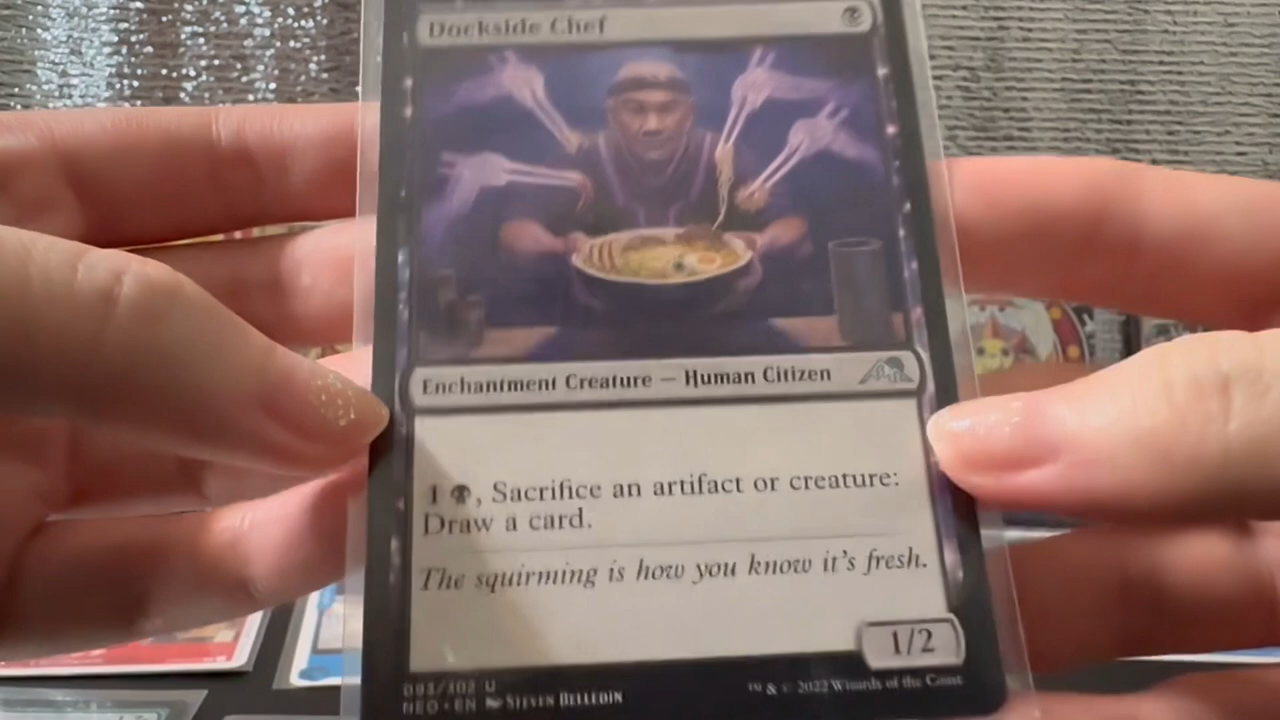 Dockside Chef
Enchantment Creature — Human Citizen
1 , Sacrifice an artifact or creature:
Draw a card.
The squirming is how you know it's fresh.
1/2
093/302 U
NEO • EN Steven Belledin
™ & © 2022 Wizards of the Coast